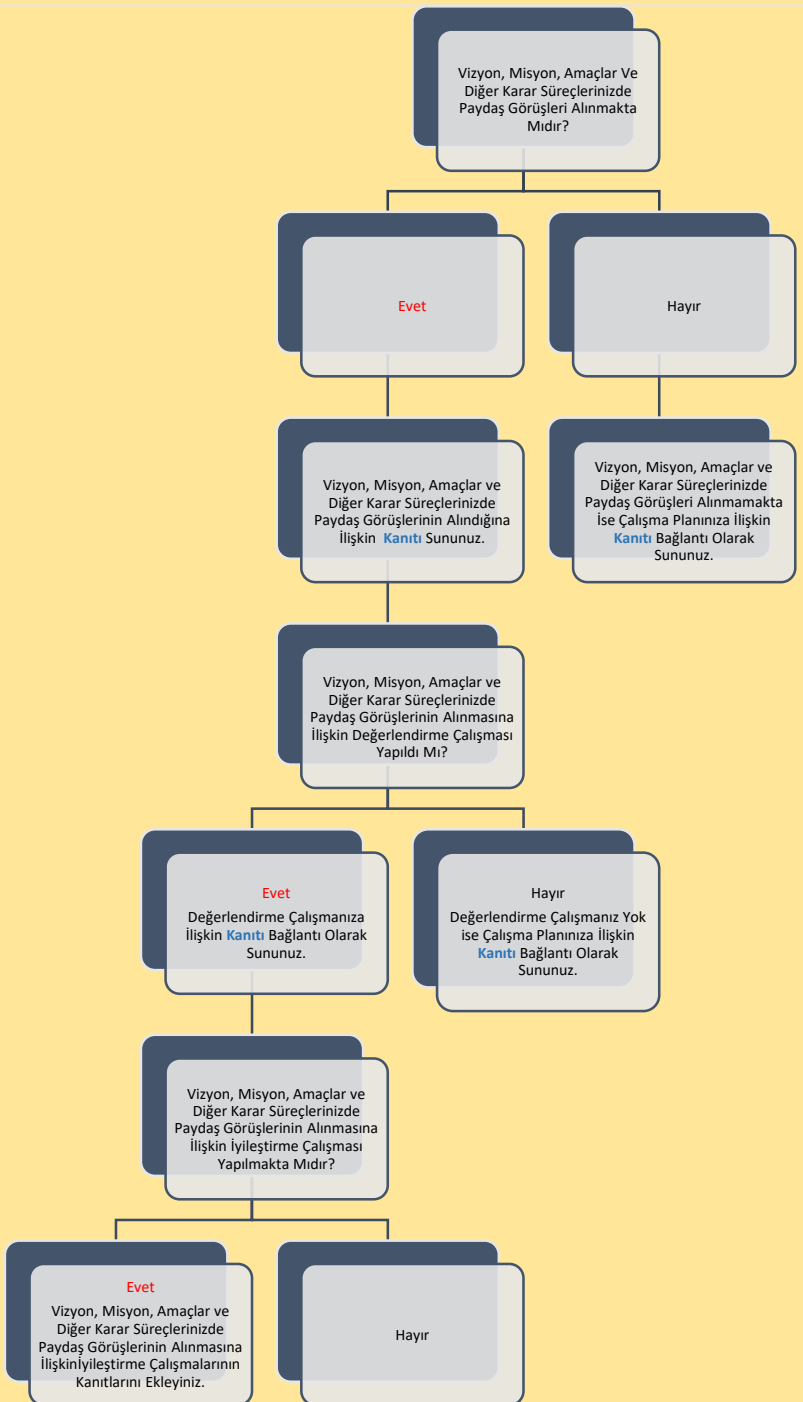 Vizyon, Misyon, Amaçlar Ve
Diğer Karar Süreçlerinizde
Paydaş Görüşleri Alınmakta
Mıdır?
Evet
Hayır
Vizyon, Misyon, Amaçlar ve
Diğer Karar Süreçlerinizde
Paydaş Görüşlerinin Alındığına
İlişkin Kanıtı Sununuz.
Vizyon, Misyon, Amaçlar ve
Diğer Karar Süreçlerinizde
Paydaş Görüşleri Alınmamakta
İse Çalışma Planınıza İlişkin
Kanıtı Bağlantı Olarak
Sununuz.
Vizyon, Misyon, Amaçlar ve
Diğer Karar Süreçlerinizde
Paydaş Görüşlerinin Alınmasına
İlişkin Değerlendirme Çalışması
Yapıldı Mı?
Evet
Değerlendirme Çalışmanıza
İlişkin Kanıtı Bağlantı Olarak
Sununuz.
Hayır
Değerlendirme Çalışmanız Yok
ise Çalışma Planınıza İlişkin
Kanıtı Bağlantı Olarak
Sununuz.
Vizyon, Misyon, Amaçlar ve
Diğer Karar Süreçlerinizde
Paydaş Görüşlerinin Alınmasına
İlişkin İyileştirme Çalışması
Yapılmakta Mıdır?
Evet
Vizyon, Misyon, Amaçlar ve
Diğer Karar Süreçlerinizde
Paydaş Görüşlerinin Alınmasına
İlişkinİyileştirme Çalışmalarının
Kanıtlarını Ekleyiniz.
Hayır